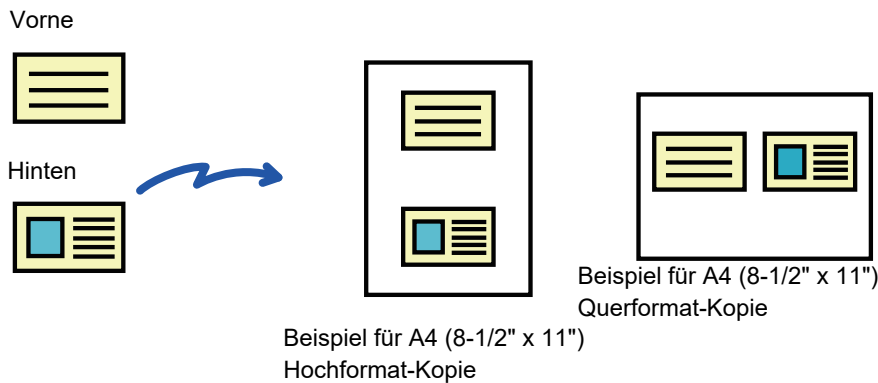 Vorne
Hinten
Beispiel für A4 (8-1/2" x 11")
Hochformat-Kopie
Beispiel für A4 (8-1/2" x 11")
Querformat-Kopie